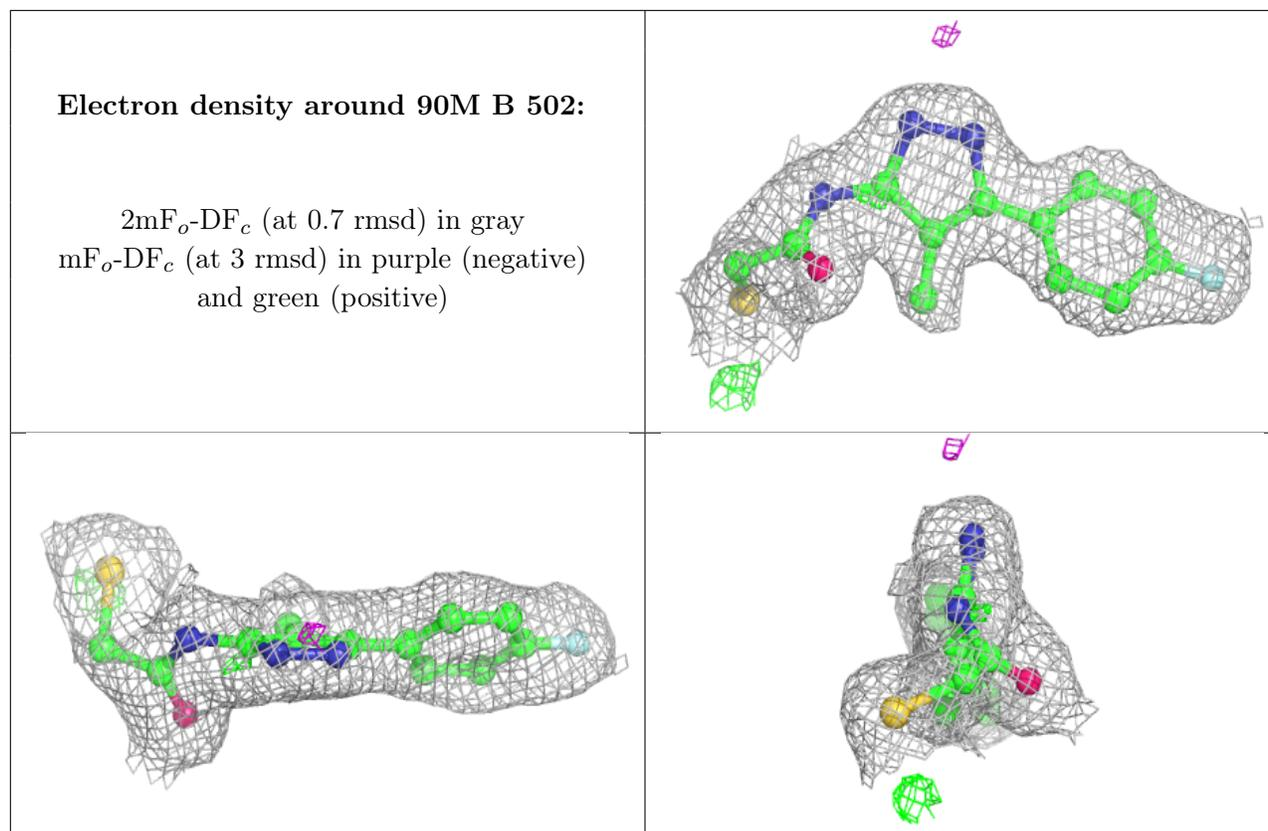 Electron density around 90M B 502:
2mFo-DFc (at 0.7 rmsd) in gray
mFo-DFc (at 3 rmsd) in purple (negative)
and green (positive)